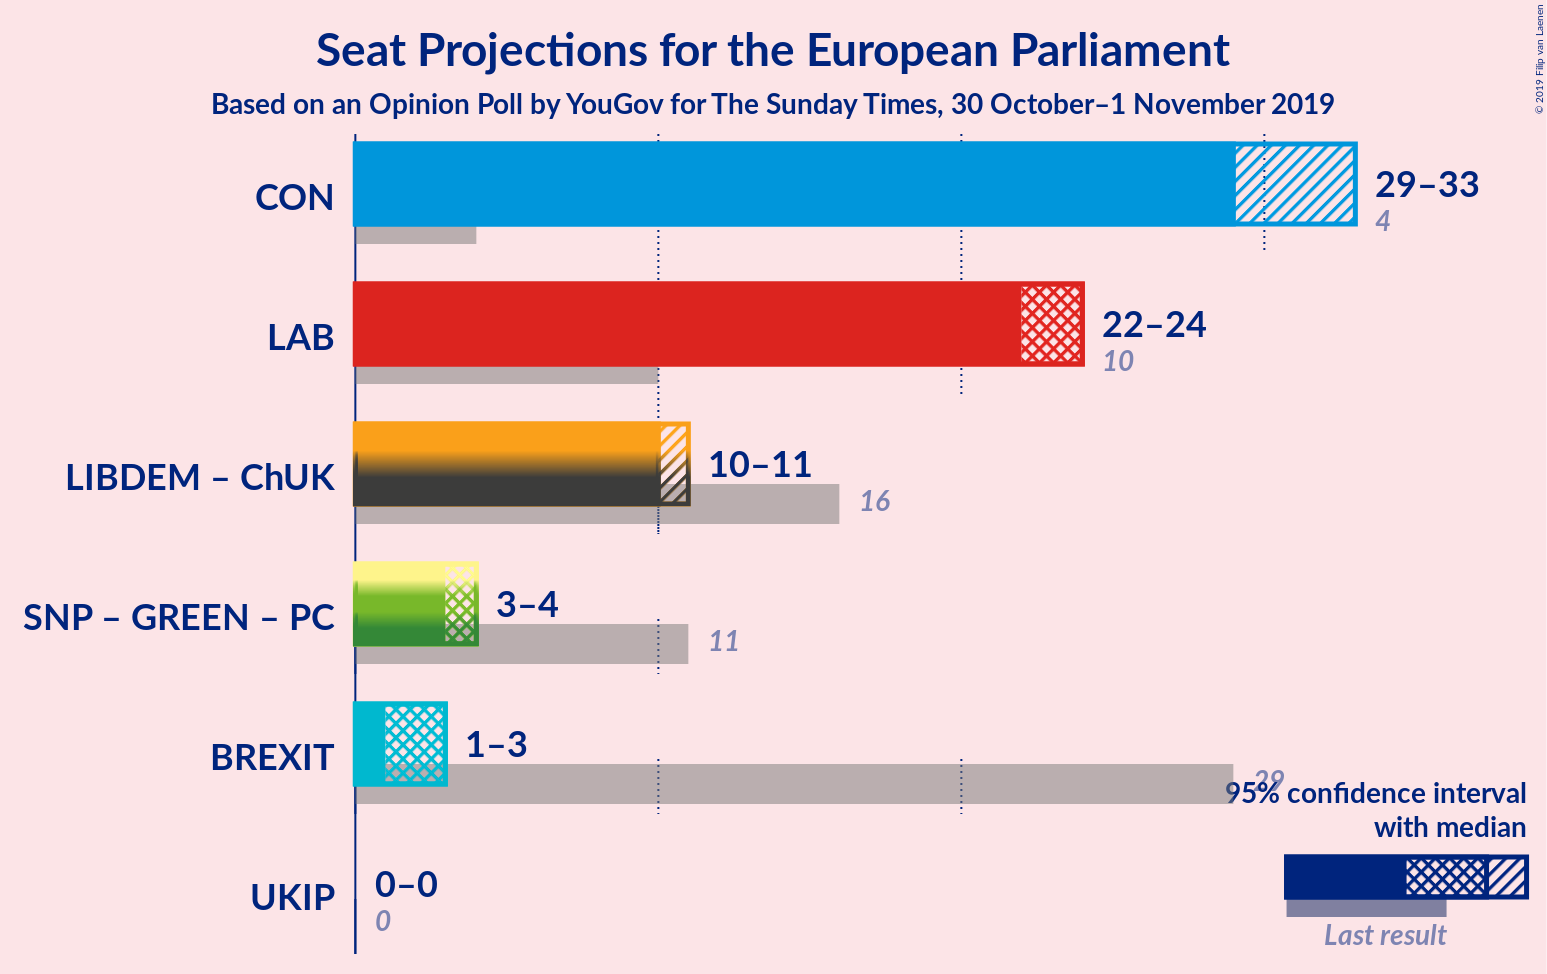 Seat Projections for the European Parliament
Based on an Opinion Poll by YouGov for The Sunday Times, 30 October–1 November 2019
© 2019 Filip van Laenen
CON
29–33
4
LAB
22–24
10
LIBDEM – ChUK
10–11
16
SNP – GREEN – PC
3–4
11
BREXIT
1–3
29
95% confidence interval
with median
UKIP
0–0
0
Last result